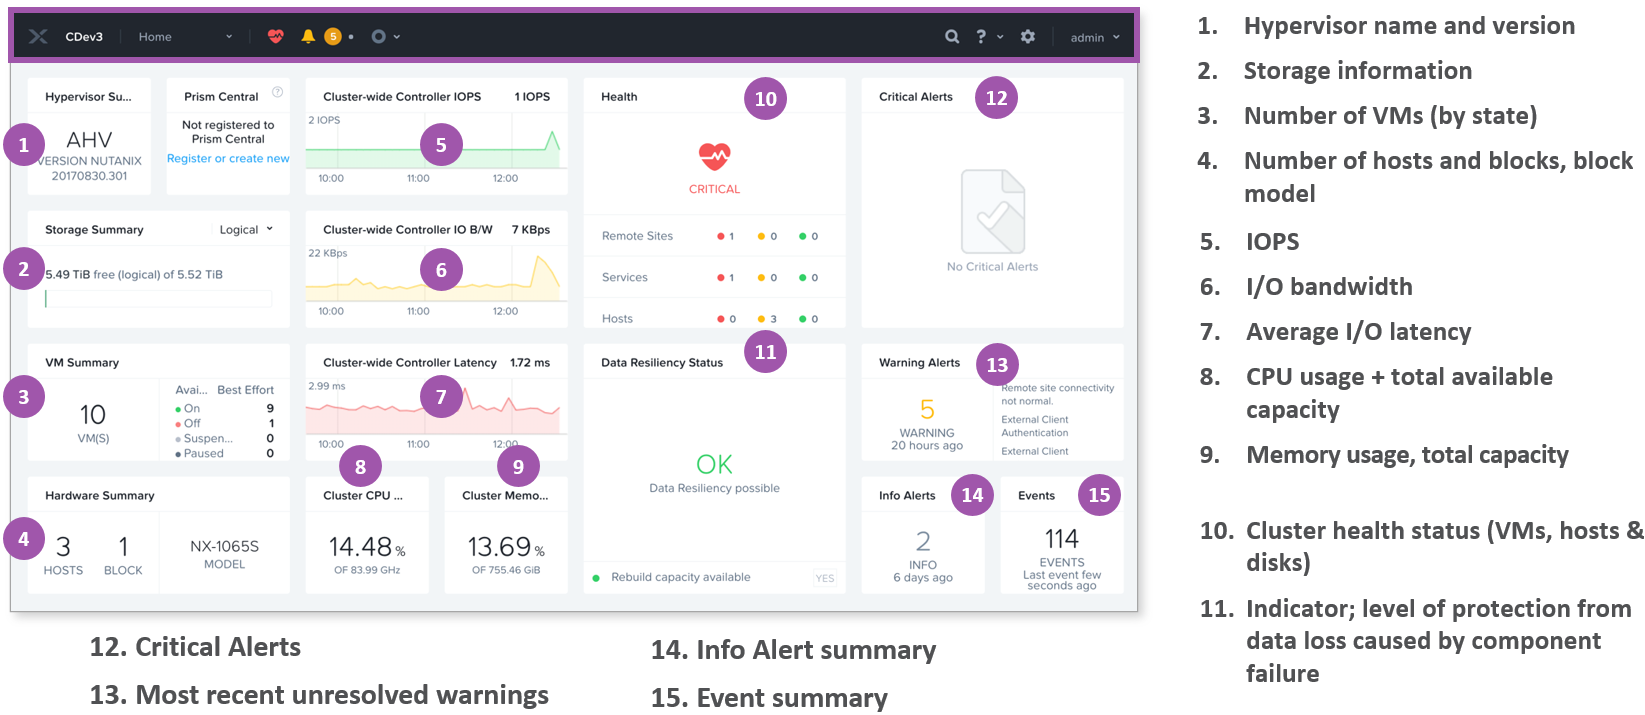 CDev3
Home
5
?
admin
Hypervisor Su...
1
AHV
VERSION NUTANIX
20170830.301
Prism Central ?
Not registered to
Prism Central
Register or create new
Cluster-wide Controller IOPS 1 IOPS
2 IOPS
5
10:00 11:00 12:00
Health
10
CRITICAL
Remote Sites 1 0 0
Services 1 0 0
Hosts 0 3 0
Critical Alerts
12
No Critical Alerts
Storage Summary Logical
2
5.49 TiB free (logical) of 5.52 TiB
Cluster-wide Controller IO B/W 7 KBps
22 KBps
6
10:00 11:00 12:00
VM Summary
3
10
VM(S)
Avai... Best Effort
On 9
Off 1
Suspen... 0
Paused 0
Cluster-wide Controller Latency 1.72 ms
2.99 ms
7
10:00 11:00 12:00
Data Resiliency Status
11
OK
Data Resiliency possible
Rebuild capacity available YES
Warning Alerts
13
5
WARNING
20 hours ago
Remote site connectivity
not normal.
External Client
Authentication
External Client
Hardware Summary
4
3
HOSTS
1
BLOCK
NX-1065S
MODEL
8
Cluster CPU ...
14.48 %
OF 83.99 GHz
9
Cluster Memo...
13.69 %
OF 755.46 GiB
Info Alerts
14
2
INFO
6 days ago
Events
15
114
EVENTS
Last event few
seconds ago
1. Hypervisor name and version
2. Storage information
3. Number of VMs (by state)
4. Number of hosts and blocks, block
model
5. IOPS
6. I/O bandwidth
7. Average I/O latency
8. CPU usage + total available
capacity
9. Memory usage, total capacity
10. Cluster health status (VMs, hosts &
disks)
11. Indicator; level of protection from
data loss caused by component
failure
12. Critical Alerts
13. Most recent unresolved warnings
14. Info Alert summary
15. Event summary